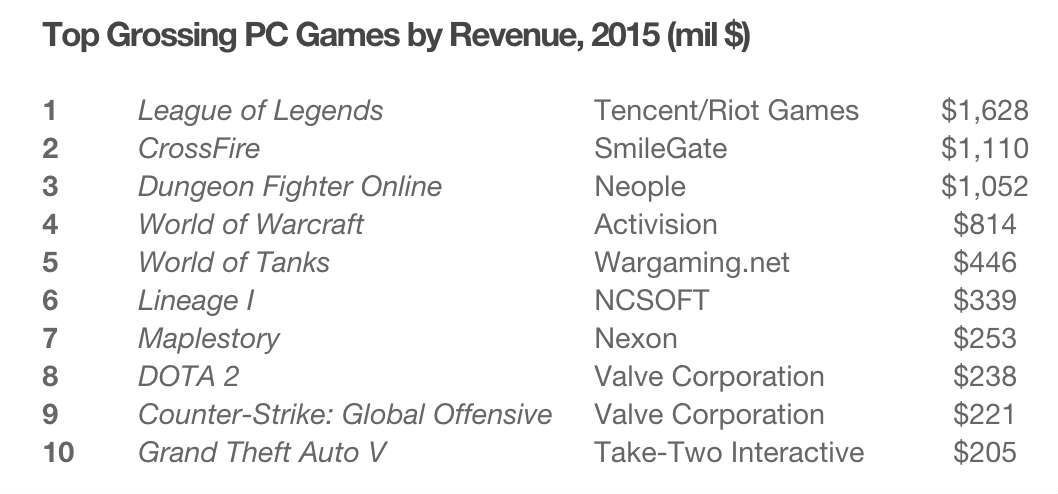 Top Grossing PC Games by Revenue, 2015 (mil $)
1 League of Legends Tencent/Riot Games $1,628
2 CrossFire SmileGate $1,110
3 Dungeon Fighter Online Neople $1,052
4 World of Warcraft Activision $814
5 World of Tanks Wargaming.net $446
6 Lineage I NCSOFT $339
7 Maplestory Nexon $253
8 DOTA 2 Valve Corporation $238
9 Counter-Strike: Global Offensive Valve Corporation $221
10 Grand Theft Auto V Take-Two Interactive $205